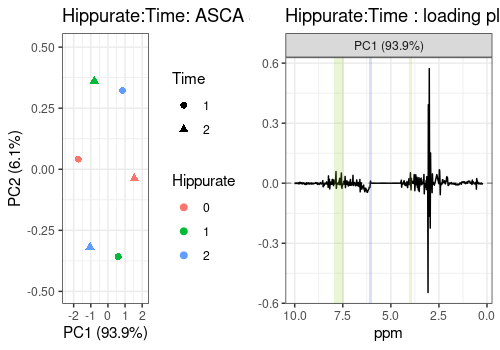 Hippurate:Time: ASCA
Hippurate:Time : loading pl
PC1 (93.9%)
PC2 (6.1%)
0.50
0.25
0.00
-0.25
-0.50
-2 -1 0 1 2
PC1 (93.9%)
Time
1
2
Hippurate
0
1
2
0.6
0.3
0.0
-0.3
-0.6
10.0 7.5 5.0 2.5 0.0
ppm